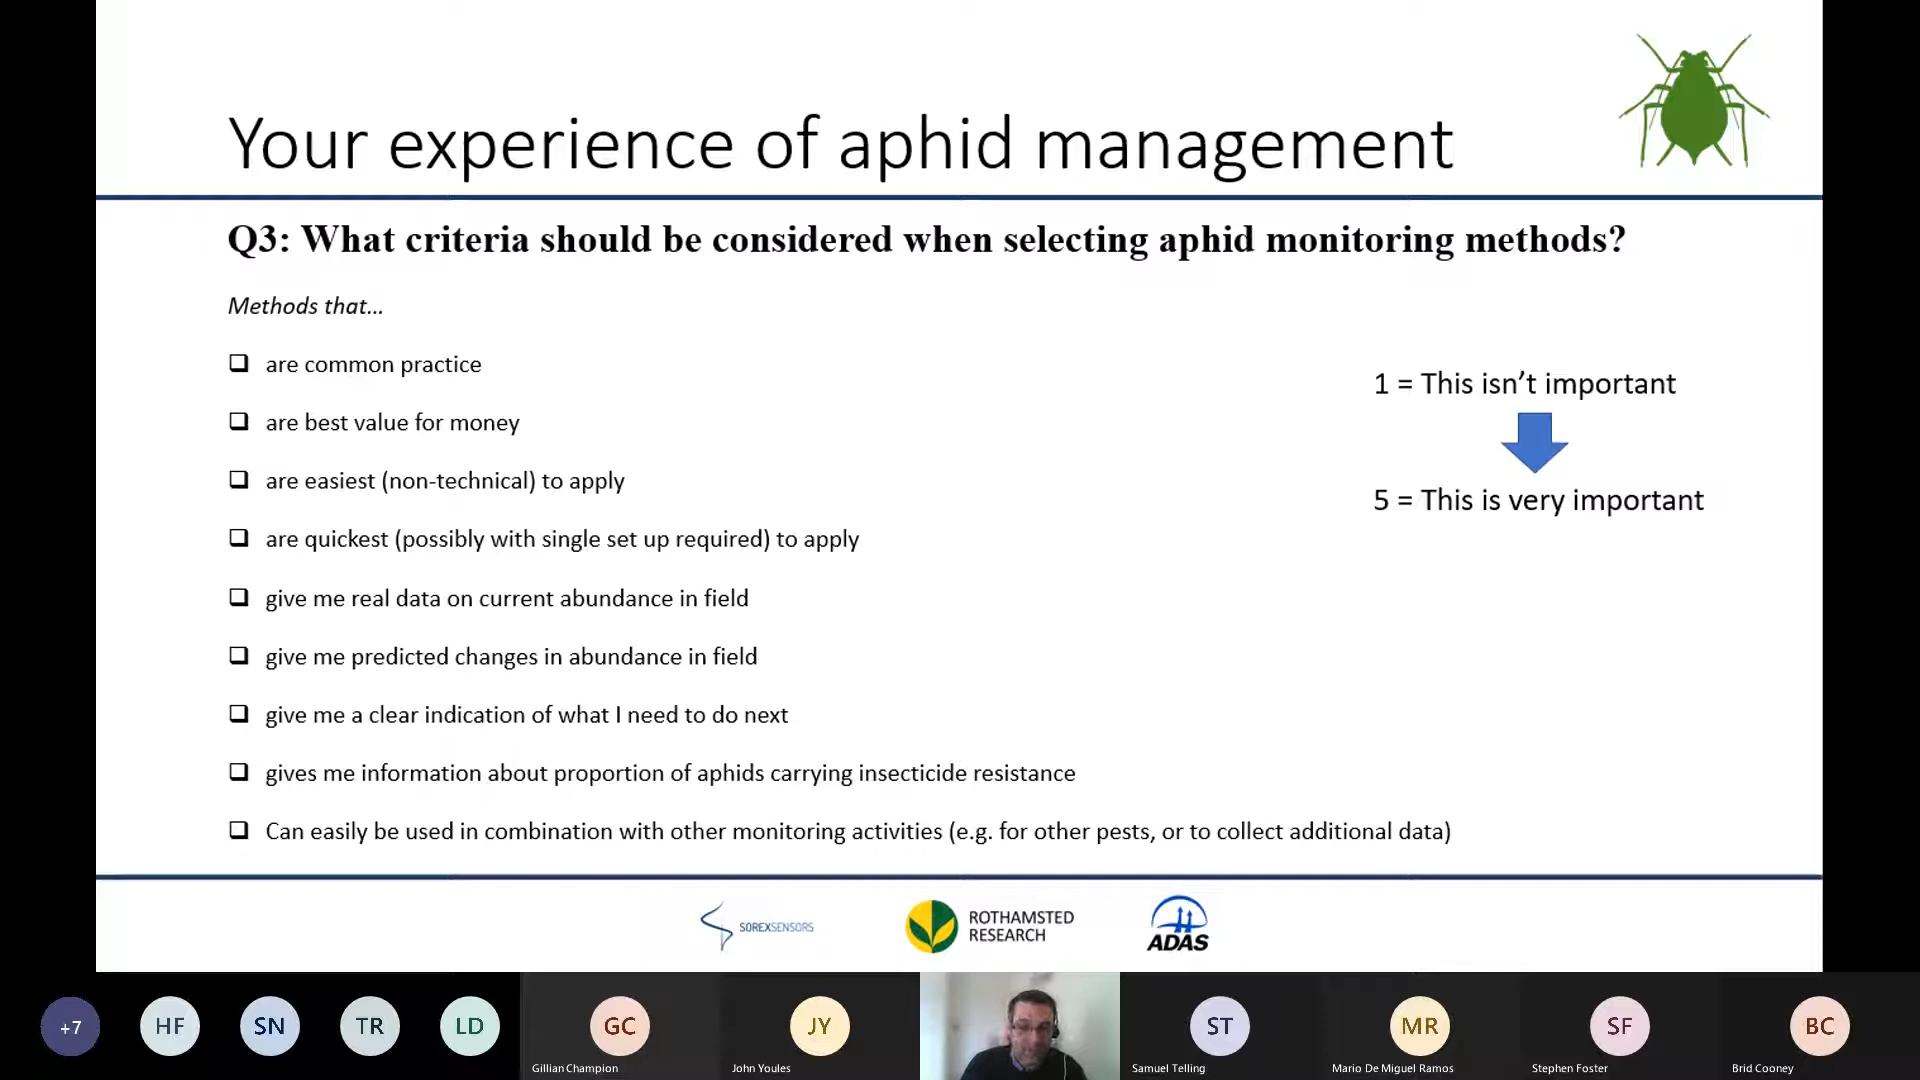 Your experience of aphid management
Q3: What criteria should be considered when selecting aphid monitoring methods?
Methods that...
are common practice
are best value for money
are easiest (non-technical) to apply
are quickest (possibly with single set up required) to apply
give me real data on current abundance in field
give me predicted changes in abundance in field
give me a clear indication of what I need to do next
gives me information about proportion of aphids carrying insecticide resistance
Can easily be used in combination with other monitoring activities (e.g. for other pests, or to collect additional data)
1 = This isn’t important
5 = This is very important
SOREXSENSORS
ROTHAMSTED
RESEARCH
ADAS
+7
HF
SN
TR
LD
GC
Gillian Champion
JY
John Youles
ST
Samuel Telling
MR
Mario De Miguel Ramos
SF
Stephen Foster
BC
Brid Cooney